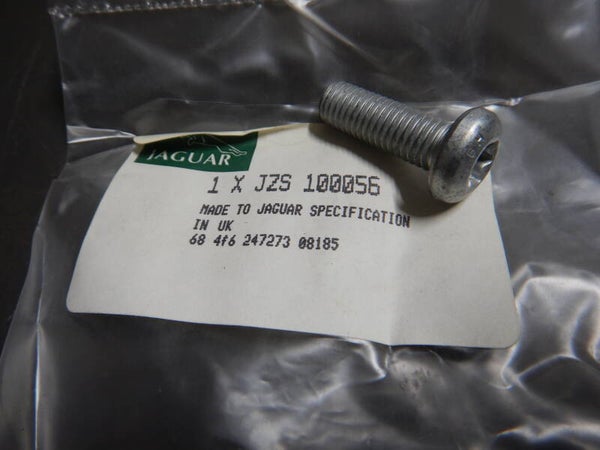 JAGUAR
1 X JZS 100056
MADE TO JAGUAR SPECIFICATION
IN UK
68 4f6 247273 08185